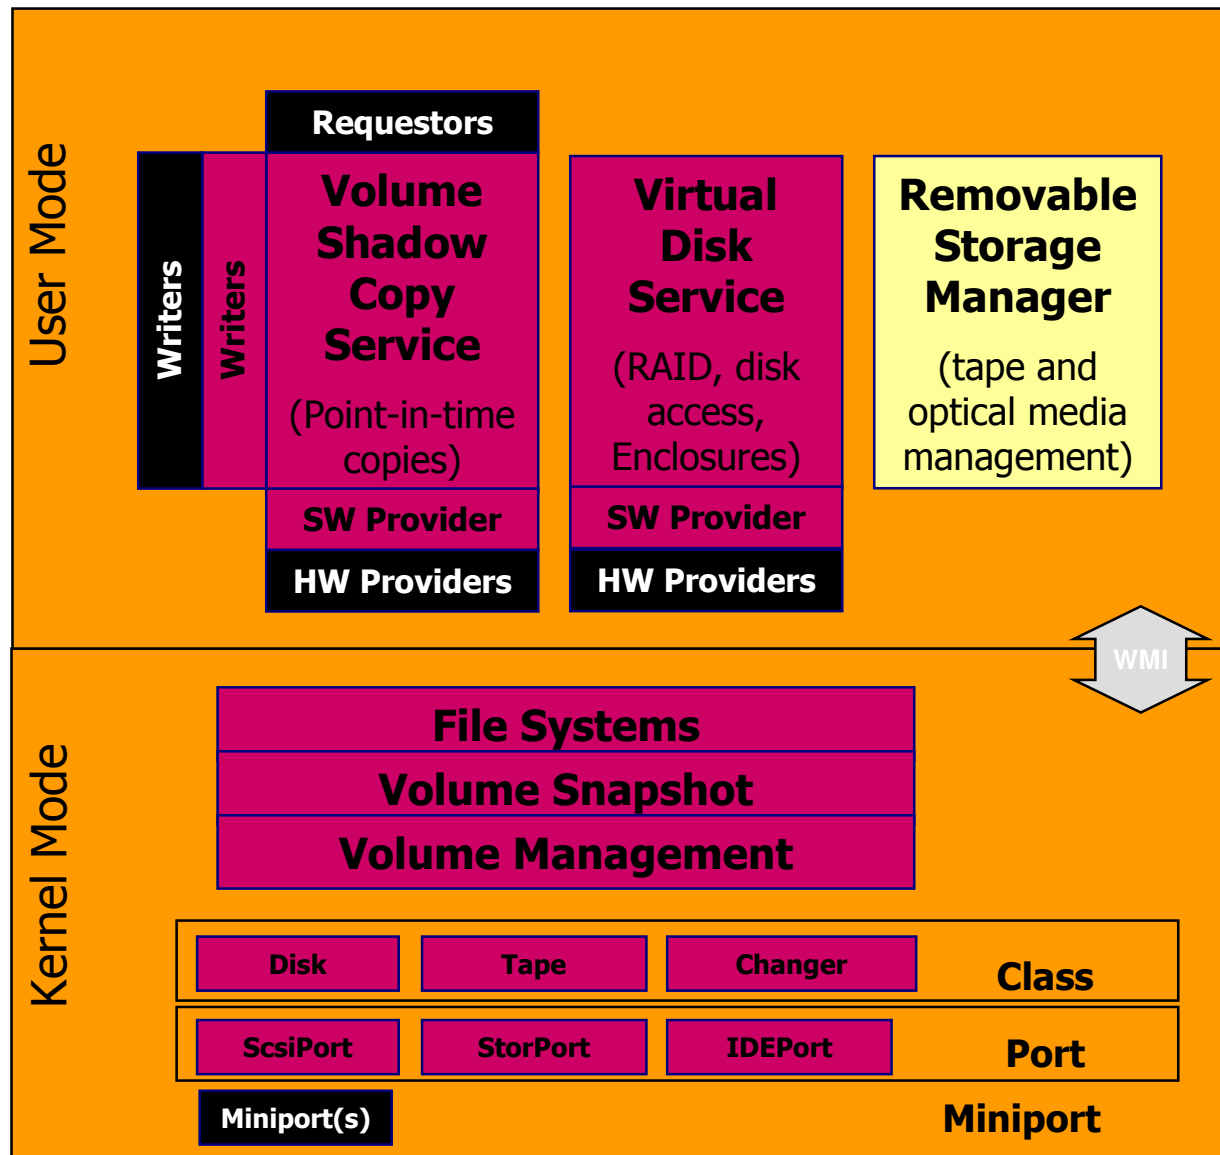 User Mode
Requestors
Writers
Writers
Volume
Shadow
Copy
Service
(Point-in-time
copies)
SW Provider
HW Providers
Virtual
Disk
Service
(RAID, disk
access,
Enclosures)
SW Provider
HW Providers
Removable
Storage
Manager
(tape and
optical media
management)
WMI
Kernel Mode
File Systems
Volume Snapshot
Volume Management
Disk
Tape
Changer
Class
ScsiPort
StorPort
IDEPort
Port
Miniport(s)
Miniport